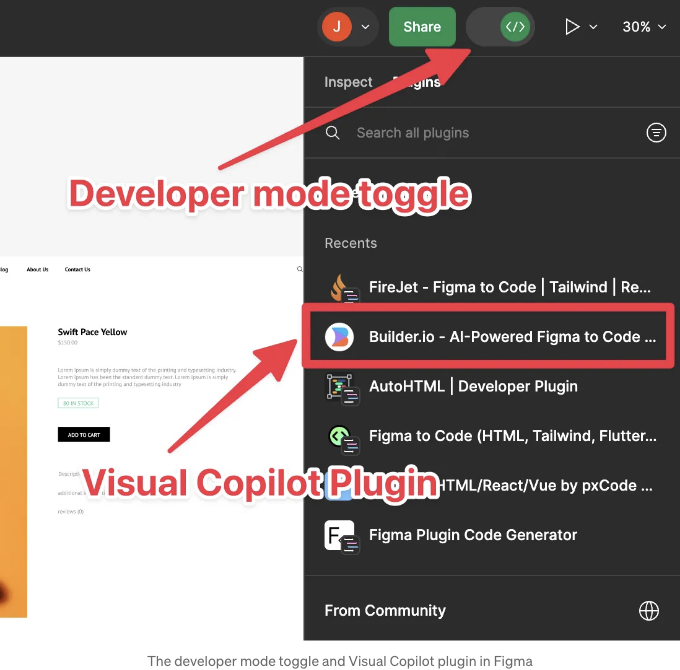 J
Share
</>
30%
Inspect
Plugins
Search all plugins
Developer mode toggle
Recents
log
About Us
Contact Us
FireJet - Figma to Code | Tailwind | Re...
Swift Pace Yellow
$150.00
Builder.io - AI-Powered Figma to Code ...
Lorem Ipsum is simply dummy text of the printing and typesetting industry.
Lorem Ipsum has been the standard dummy text. Lorem Ipsum is simply
dummy text of the printing and typesetting industry
AutoHTML | Developer Plugin
80 IN STOCK
ADD TO CART
Figma to Code (HTML, Tailwind, Flutter...
Visual Copilot Plugin
HTML/React/Vue by pxCode ...
additional
reviews (0)
Figma Plugin Code Generator
From Community
The developer mode toggle and Visual Copilot plugin in Figma